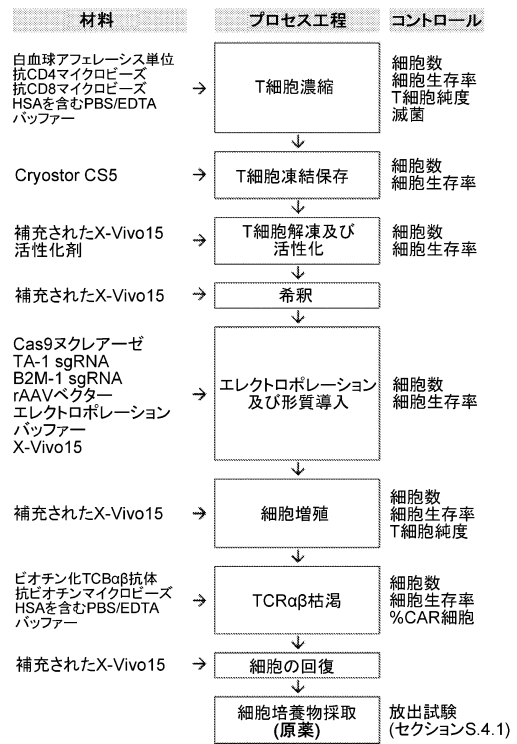 材料
プロセス工程
コントロール
白血球アフェレーシス単位
抗CD4マイクロビーズ
抗CD8マイクロビーズ
HSAを含むPBS/EDTA
バッファー
T細胞濃縮
細胞数
細胞生存率
T細胞純度
滅菌
Cryostor CS5
T細胞凍結保存
細胞数
細胞生存率
補充されたX-Vivo15
活性化剤
T細胞解凍及び
活性化
細胞数
細胞生存率
補充されたX-Vivo15
希釈
Cas9ヌクレアーゼ
TA-1 sgRNA
B2M-1 sgRNA
rAAVベクター
エレクトロポレーション
バッファー
X-Vivo15
エレクトロポレーション
及び形質導入
細胞数
細胞生存率
補充されたX-Vivo15
細胞増殖
細胞数
細胞生存率
T細胞純度
ビオチン化TCBαβ抗体
抗ビオチンマイクロビーズ
HSAを含むPBS/EDTA
バッファー
TCRαβ枯渇
細胞数
細胞生存率
%CAR細胞
補充されたX-Vivo15
細胞の回復
細胞培養物採取
(原薬)
放出試験
(セクションS.4.1)